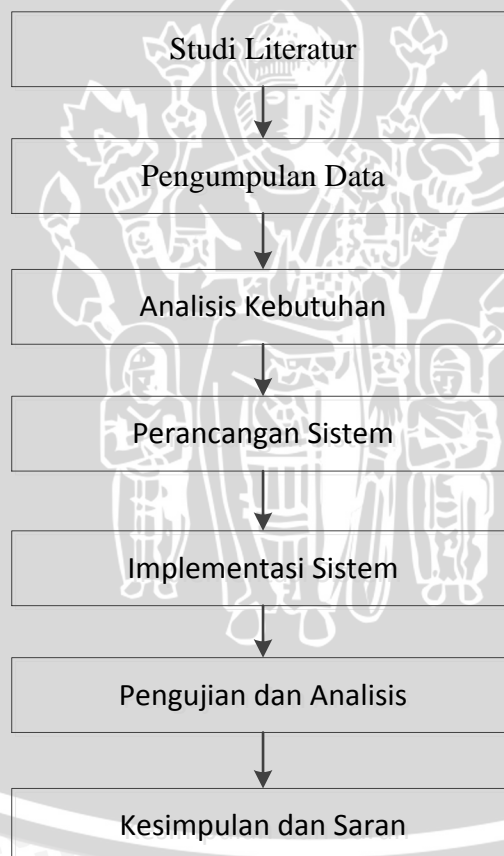 Studi Literatur
Pengumpulan Data
Analisis Kebutuhan
Perancangan Sistem
Implementasi Sistem
Pengujian dan Analisis
Kesimpulan dan Saran